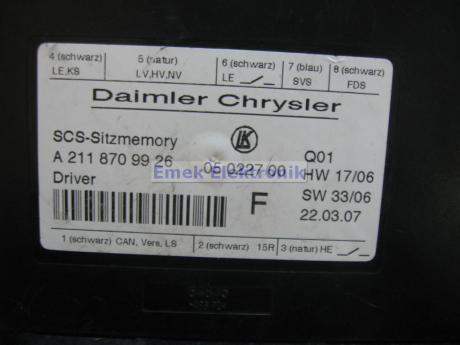 4 (schwarz) 5 (natur) 6 (schwarz) 7 (blau) 8 (schwarz)
LE,KS LV,HV,NV LE SVS FDS
Daimler Chrysler
SCS-Sitzmemory LK Q01
A 211 870 99 26 05 0227 00 HW 17/06
Emek Elektronik
Driver F SW 33/06
22.03.07
1 (schwarz) CAN, Vers, LS 2 (schwarz) 15R 3 (natur) HE